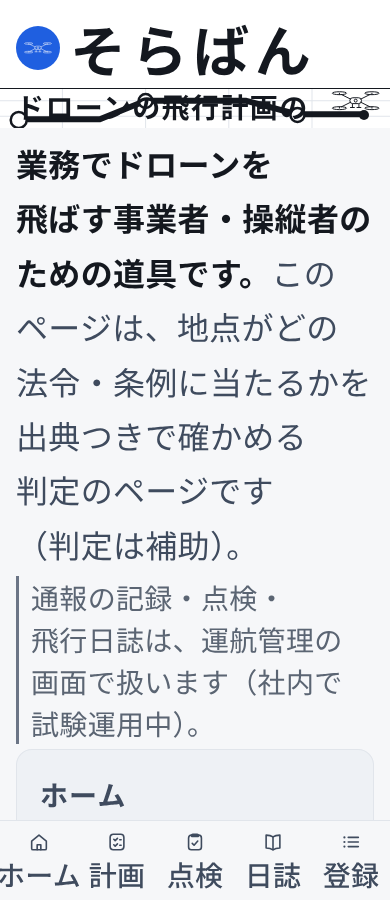 そらばん
ドローンの飛行計画の
業務でドローンを
飛ばす事業者・操縦者の
ための道具です。この
ページは、地点がどの
法令・条例に当たるかを
出典つきで確かめる
判定のページです
（判定は補助）。
通報の記録・点検・
飛行日誌は、運航管理の
画面で扱います（社内で
試験運用中）。
ホーム
ホーム 計画 点検 日誌 登録